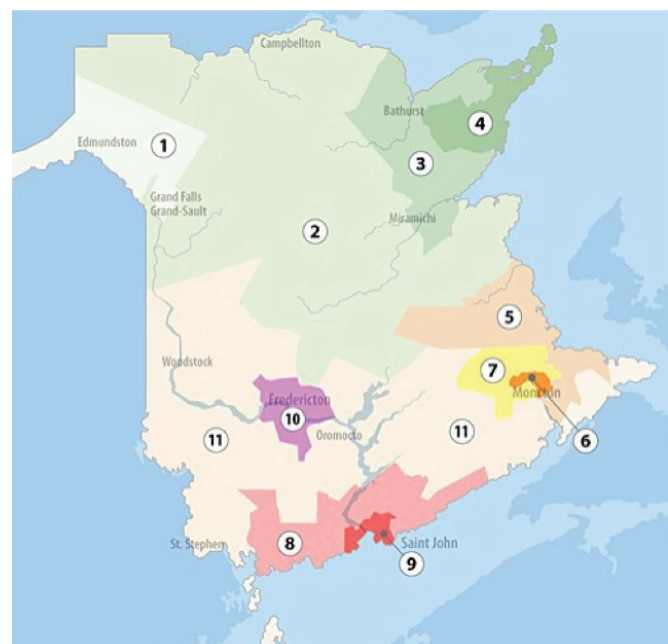 Campbellton
Bathurst
4
1
Edmundston
3
Grand Falls
Grand-Sault
Miramichi
2
5
Woodstock
7
Fredericton
Moncton
10
Oromocto
11
11
6
St. Stephen
8
Saint John
9